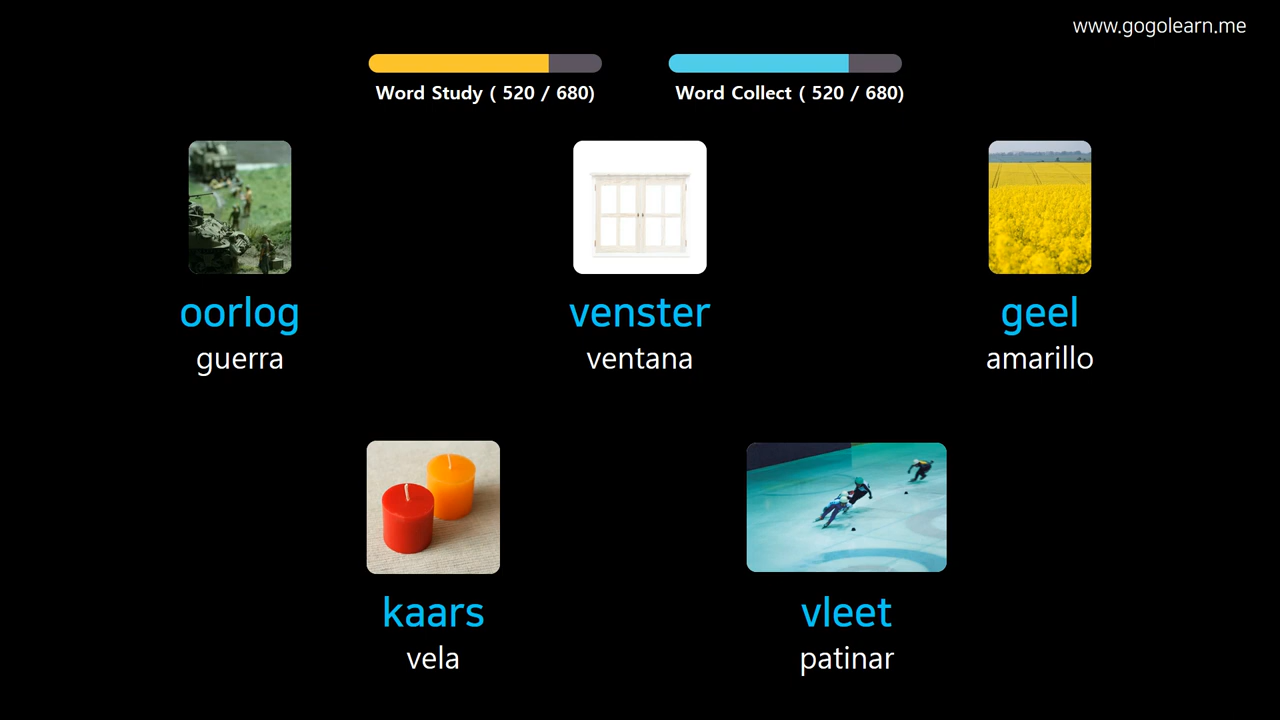 www.gogolearn.me
Word Study ( 520 / 680)
Word Collect ( 520 / 680)
oorlog
guerra
venster
ventana
geel
amarillo
kaars
vela
vleet
patinar